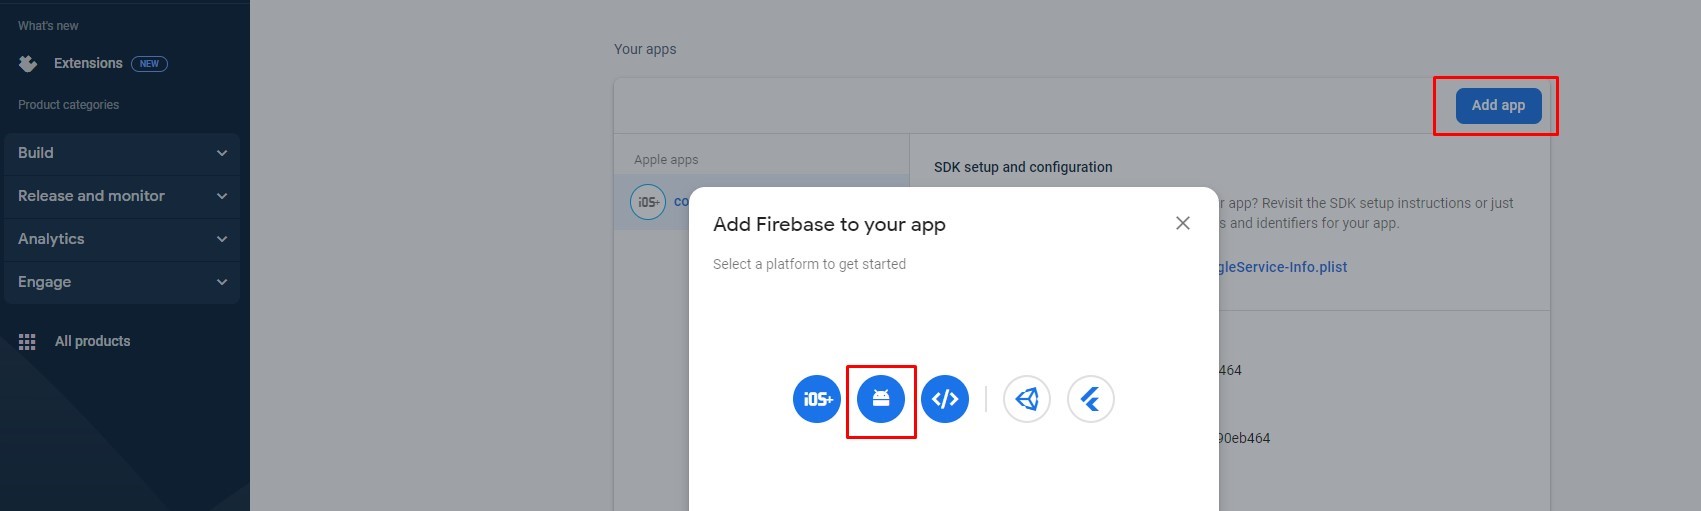 What's new
Extensions NEW
Product categories
Build
Release and monitor
Analytics
Engage
All products
Your apps
Add app
Apple apps
iOS+ co
SDK setup and configuration
r app? Revisit the SDK setup instructions or just
s and identifiers for your app.
gleService-Info.plist
464
90eb464
Add Firebase to your app
Select a platform to get started
iOS+